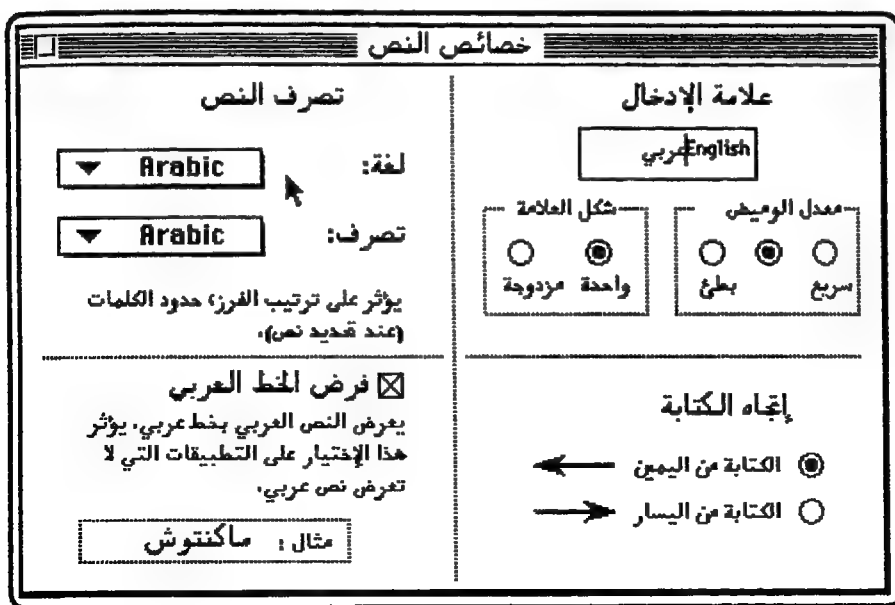 خصائص النص
علامة الإدخال
عربيEnglish
معدل الوميض
سريع
بطئ
شكل العلامة
واحدة
مزدوجة
إتجاه الكتابة
الكتابة من اليمين
الكتابة من اليسار
تصرف النص
لغة: Arabic
تصرف: Arabic
يؤثر على ترتيب الفرز، حدود الكلمات
(عند تحديد نص).
فرض الخط العربي
يعرض النص العربي بخط عربي. يؤثر
هذا الإختيار على التطبيقات التي لا
تعرض نص عربي.
مثال: ماكنتوش